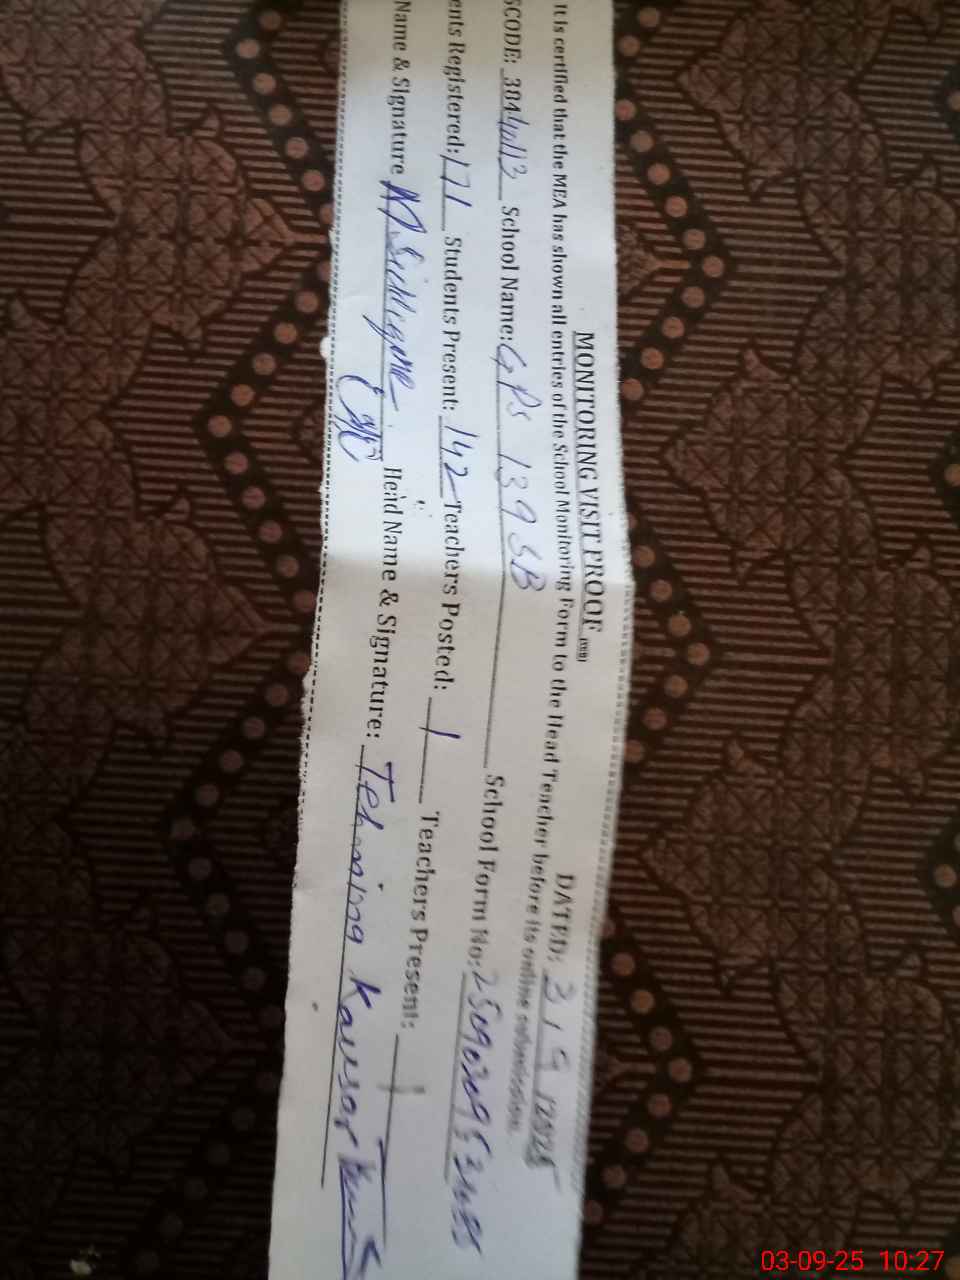 MONITORING VISIT PROOF
DATED: 3/9/2025
It is certified that the MEA has shown all entries of the School Monitoring Form to the Head Teacher before its online submission.
SCODE: School Name: GPS 139 SB School Form No:
ents Registered: 171 Students Present: 142 Teachers Posted: 1 Teachers Present: 1
Name & Signature Head Name & Signature: Tehmina Kausar
03-09-25 10:27